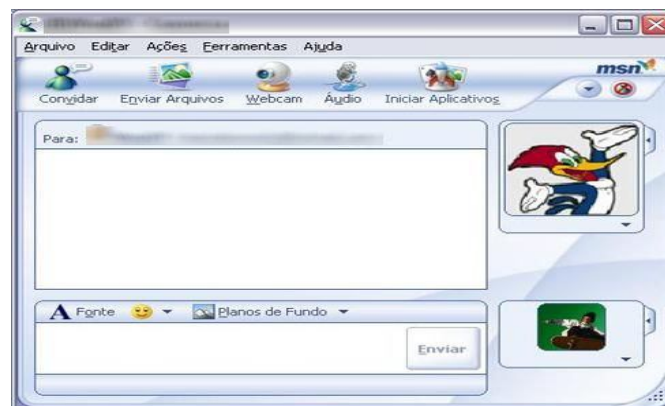 Arquivo Editar Ações Ferramentas Ajuda
msn
Convidar Enviar Arquivos Webcam Áudio Iniciar Aplicativos
Para:
A Fonte Planos de Fundo
Enviar